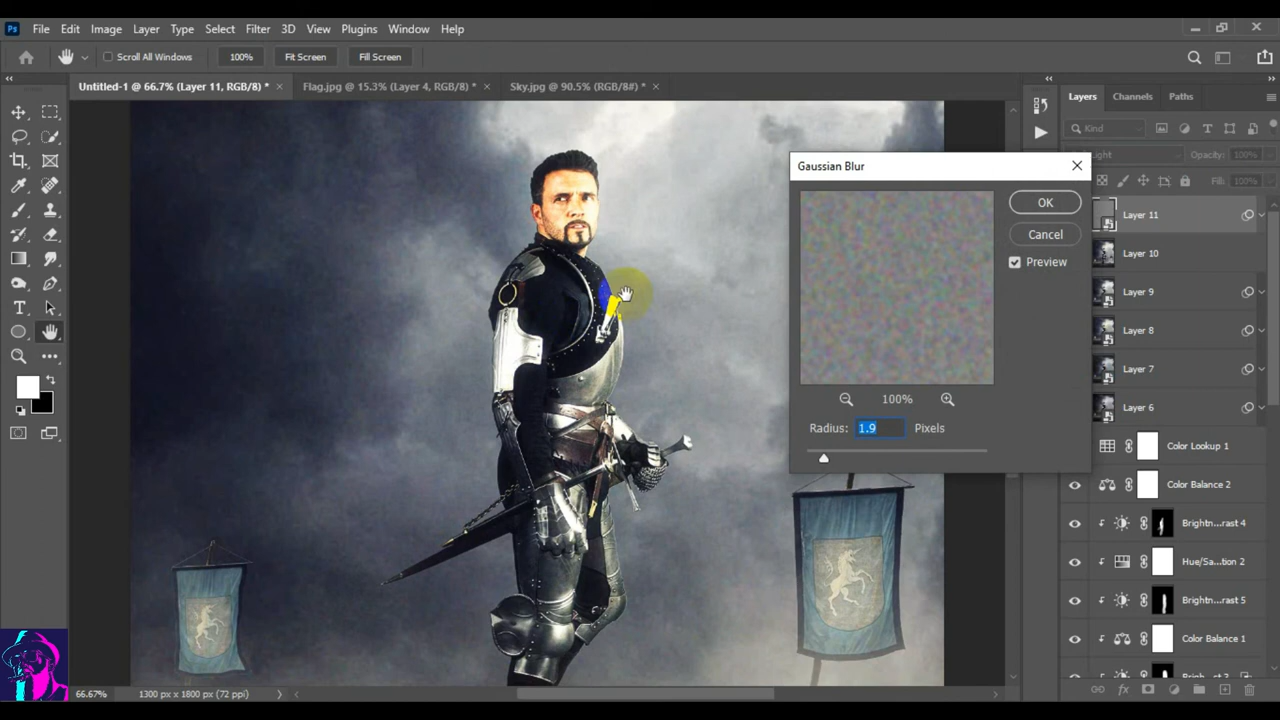 Ps File Edit Image Layer Type Select Filter 3D View Plugins Window Help
Scroll All Windows 100% Fit Screen Fill Screen
Untitled-1 @ 66.7% (Layer 11, RGB/8) * × Flag.jpg @ 15.3% (Layer 4, RGB/8) * × Sky.jpg @ 90.5% (RGB/8#) * ×
Layers Channels Paths
Kind
Light Opacity: 100%
Fill: 100%
Gaussian Blur
OK
Cancel
Preview
100%
Radius: 1.9 Pixels
Layer 11
Layer 10
Layer 9
Layer 8
Layer 7
Layer 6
Color Lookup 1
Color Balance 2
Brightn...rast 4
Hue/Sa...tion 2
Brightn...rast 5
Color Balance 1
Brightn...rast 3
66.67% 1300 px x 1800 px (72 ppi)